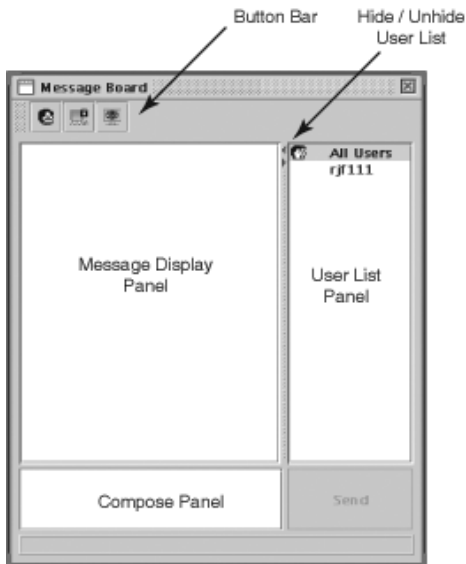 Button Bar
Hide / Unhide
User List
Message Board
All Users
rjf111
Message Display
Panel
User List
Panel
Compose Panel
Send